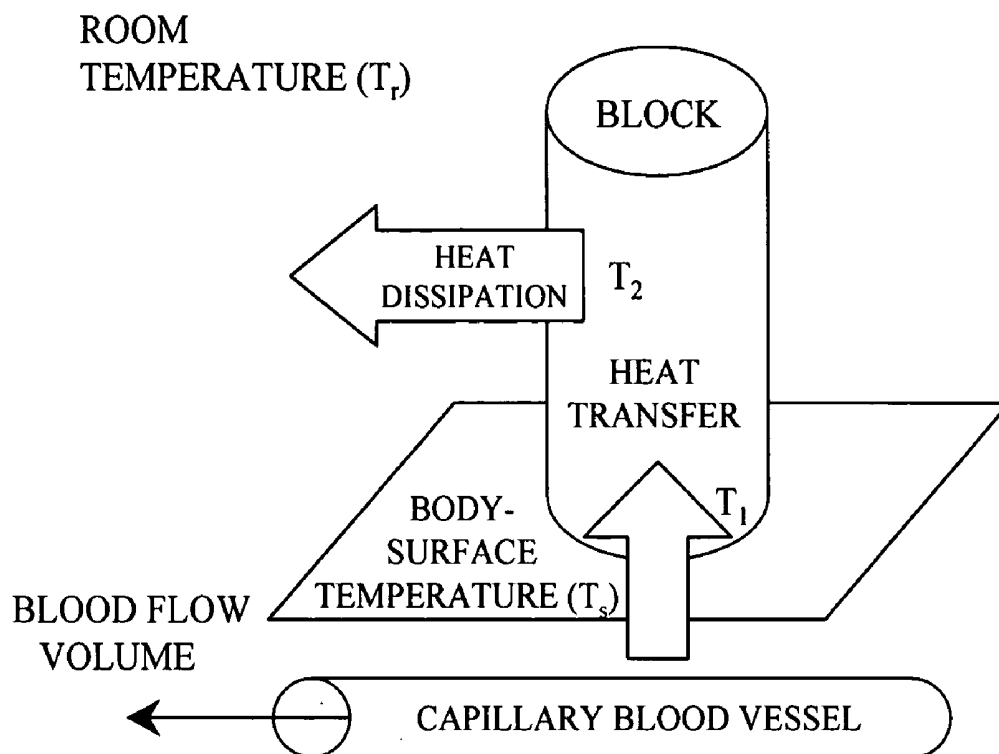 ROOM
TEMPERATURE (Tr)
BLOCK
HEAT
DISSIPATION
T2
HEAT
TRANSFER
T1
BODY-
SURFACE
TEMPERATURE (Ts)
BLOOD FLOW
VOLUME
CAPILLARY BLOOD VESSEL